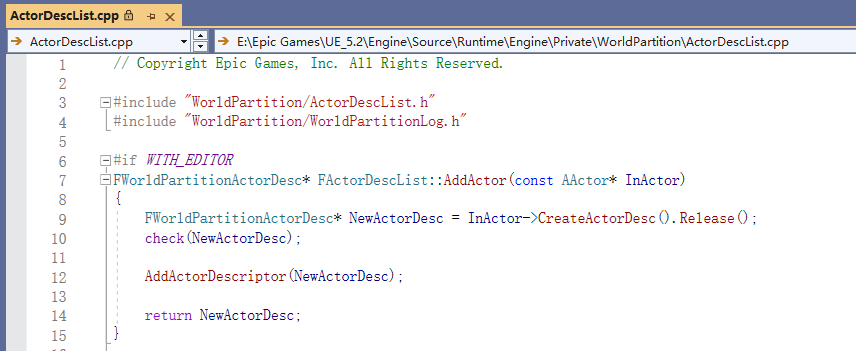 ActorDescList.cpp
ActorDescList.cpp E:\Epic Games\UE_5.2\Engine\Source\Runtime\Engine\Private\WorldPartition\ActorDescList.cpp
1 // Copyright Epic Games, Inc. All Rights Reserved.
2
3 #include "WorldPartition/ActorDescList.h"
4 #include "WorldPartition/WorldPartitionLog.h"
5
6 #if WITH_EDITOR
7 FWorldPartitionActorDesc* FActorDescList::AddActor(const AActor* InActor)
8 {
9 FWorldPartitionActorDesc* NewActorDesc = InActor->CreateActorDesc().Release();
10 check(NewActorDesc);
11
12 AddActorDescriptor(NewActorDesc);
13
14 return NewActorDesc;
15 }